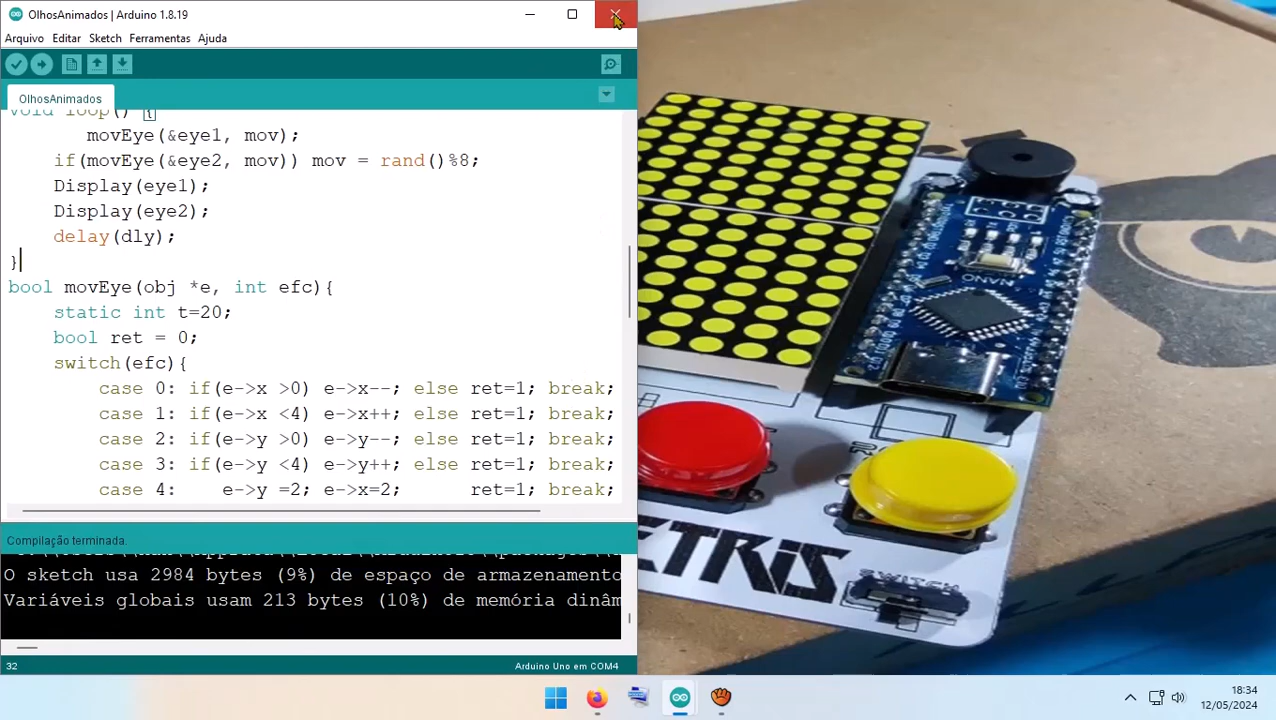 OlhosAnimados | Arduino 1.8.19
Arquivo Editar Sketch Ferramentas Ajuda
OlhosAnimados
void loop() {
movEye(&eye1, mov);
if(movEye(&eye2, mov)) mov = rand()%8;
Display(eye1);
Display(eye2);
delay(dly);
}
bool movEye(obj *e, int efc){
static int t=20;
bool ret = 0;
switch(efc){
case 0: if(e->x >0) e->x--; else ret=1; break;
case 1: if(e->x <4) e->x++; else ret=1; break;
case 2: if(e->y >0) e->y--; else ret=1; break;
case 3: if(e->y <4) e->y++; else ret=1; break;
case 4: e->y =2; e->x=2; ret=1; break;
Compilação terminada.
O sketch usa 2984 bytes (9%) de espaço de armazenamento
Variáveis globais usam 213 bytes (10%) de memória dinâm
32
Arduino Uno em COM4
NANO
ETRIS
SWITCH
18:34
12/05/2024